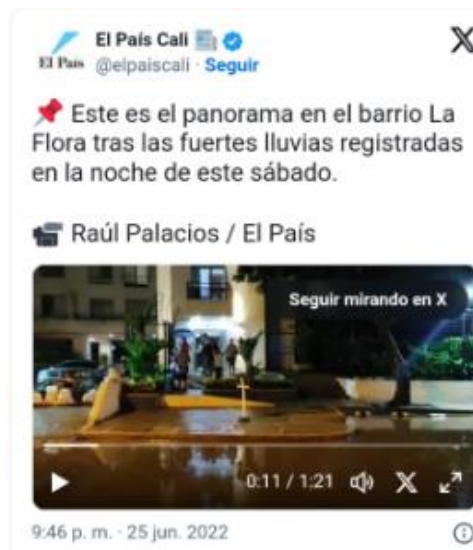 El País Cali
El País @elpaiscali · Seguir
Este es el panorama en el barrio La
Flora tras las fuertes lluvias registradas
en la noche de este sábado.
Raúl Palacios / El País
Seguir mirando en X
0:11 / 1:21
9:46 p. m. · 25 jun. 2022